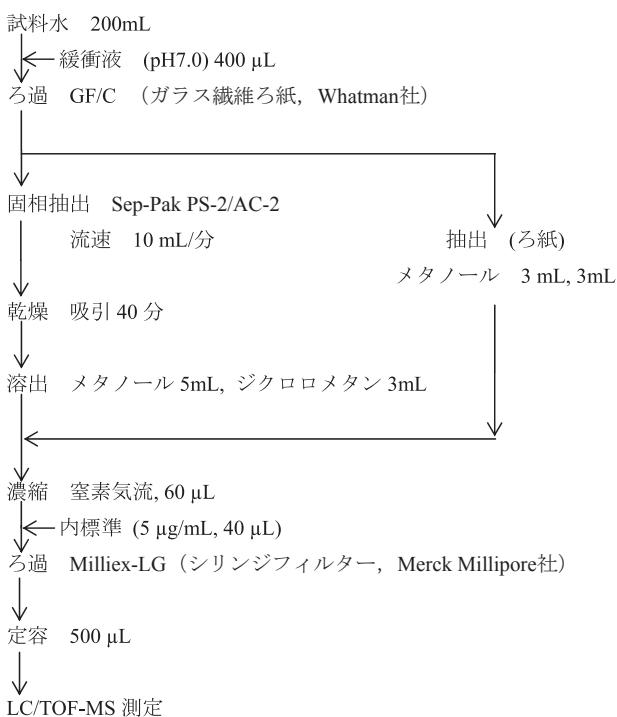 試料水　200mL
緩衝液　(pH7.0) 400 µL
ろ過　GF/C　（ガラス繊維ろ紙，Whatman社）
固相抽出　Sep-Pak PS-2/AC-2
流速　10 mL/分
抽出　(ろ紙)
メタノール　3 mL, 3mL
乾燥　吸引 40 分
溶出　メタノール 5mL, ジクロロメタン 3mL
濃縮　窒素気流, 60 µL
内標準 (5 µg/mL, 40 µL)
ろ過　Milliex-LG（シリンジフィルター，Merck Millipore社）
定容　500 µL
LC/TOF-MS 測定